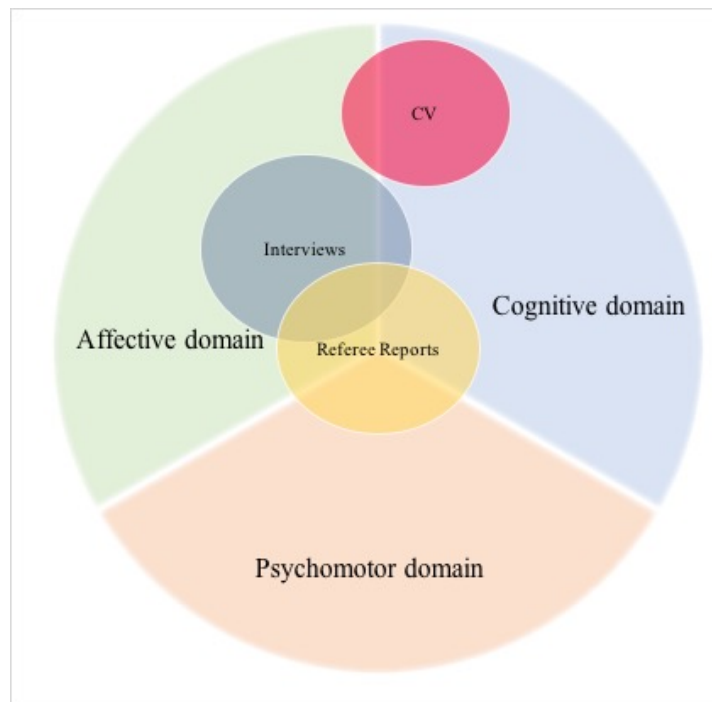 CV
Interviews
Cognitive domain
Affective domain
Referee Reports
Psychomotor domain